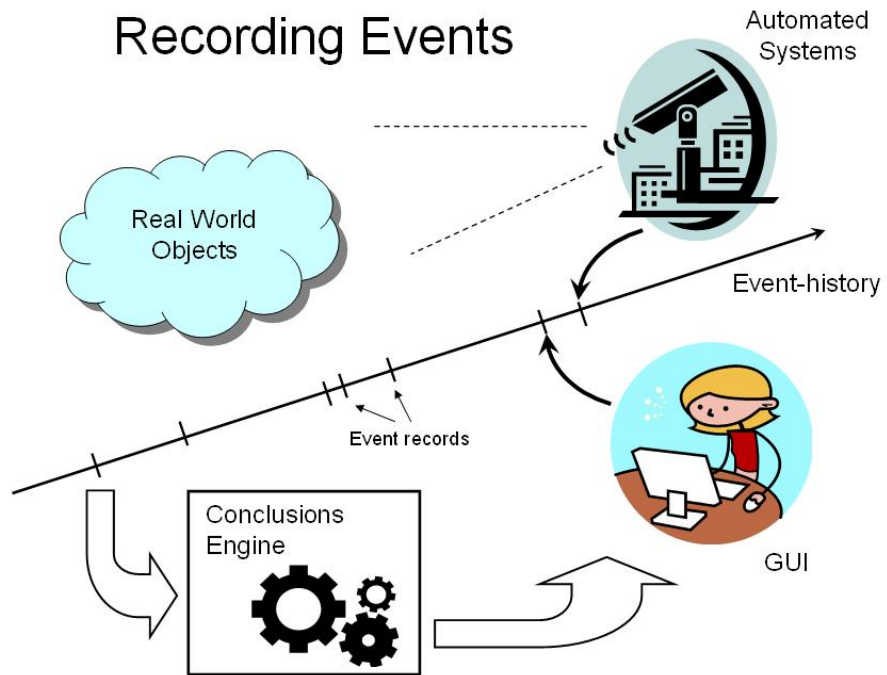 Recording Events
Automated
Systems
Real World
Objects
Event-history
Event records
Conclusions
Engine
GUI